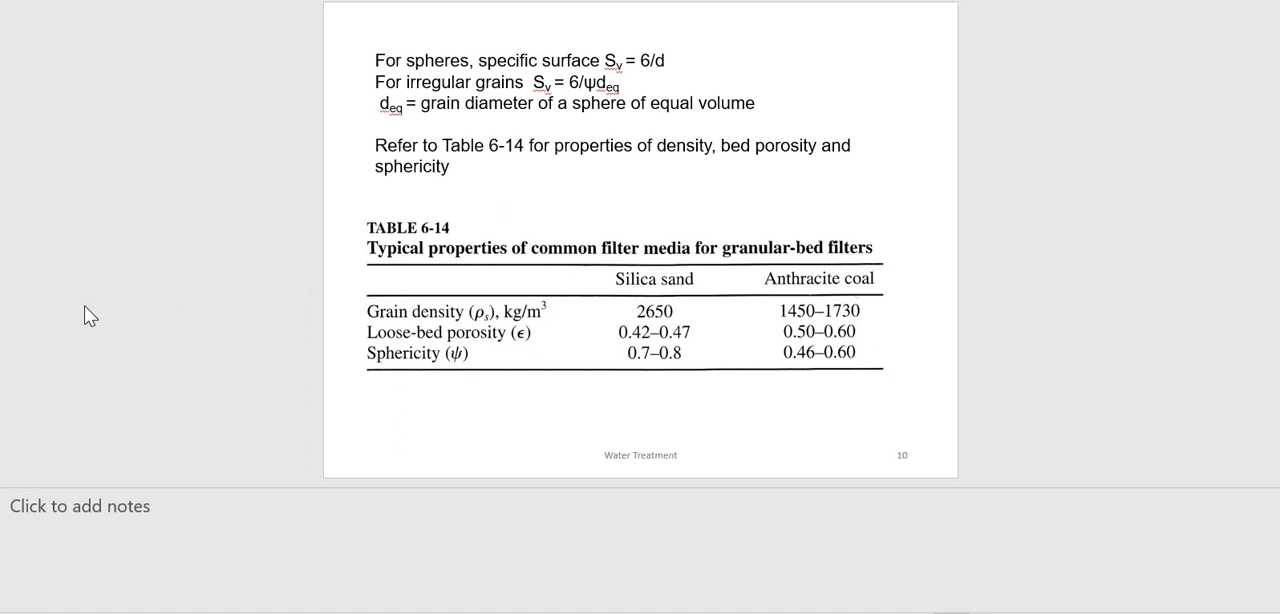 For spheres, specific surface Sv = 6/d
For irregular grains Sv = 6/ψdeq
deq = grain diameter of a sphere of equal volume
Refer to Table 6-14 for properties of density, bed porosity and
sphericity
TABLE 6-14
Typical properties of common filter media for granular-bed filters
Silica sand Anthracite coal
Grain density (ρs), kg/m³ 2650 1450–1730
Loose-bed porosity (ϵ) 0.42–0.47 0.50–0.60
Sphericity (ψ) 0.7–0.8 0.46–0.60
Water Treatment 10
Click to add notes